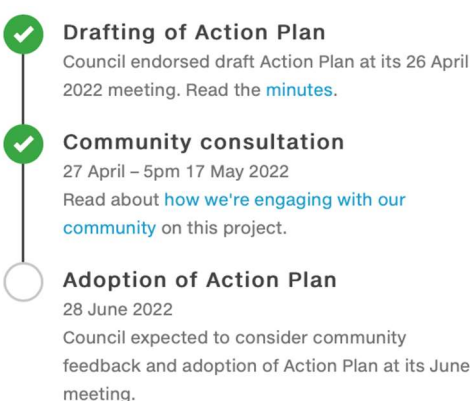 Drafting of Action Plan
Council endorsed draft Action Plan at its 26 April
2022 meeting. Read the minutes.
Community consultation
27 April – 5pm 17 May 2022
Read about how we're engaging with our
community on this project.
Adoption of Action Plan
28 June 2022
Council expected to consider community
feedback and adoption of Action Plan at its June
meeting.